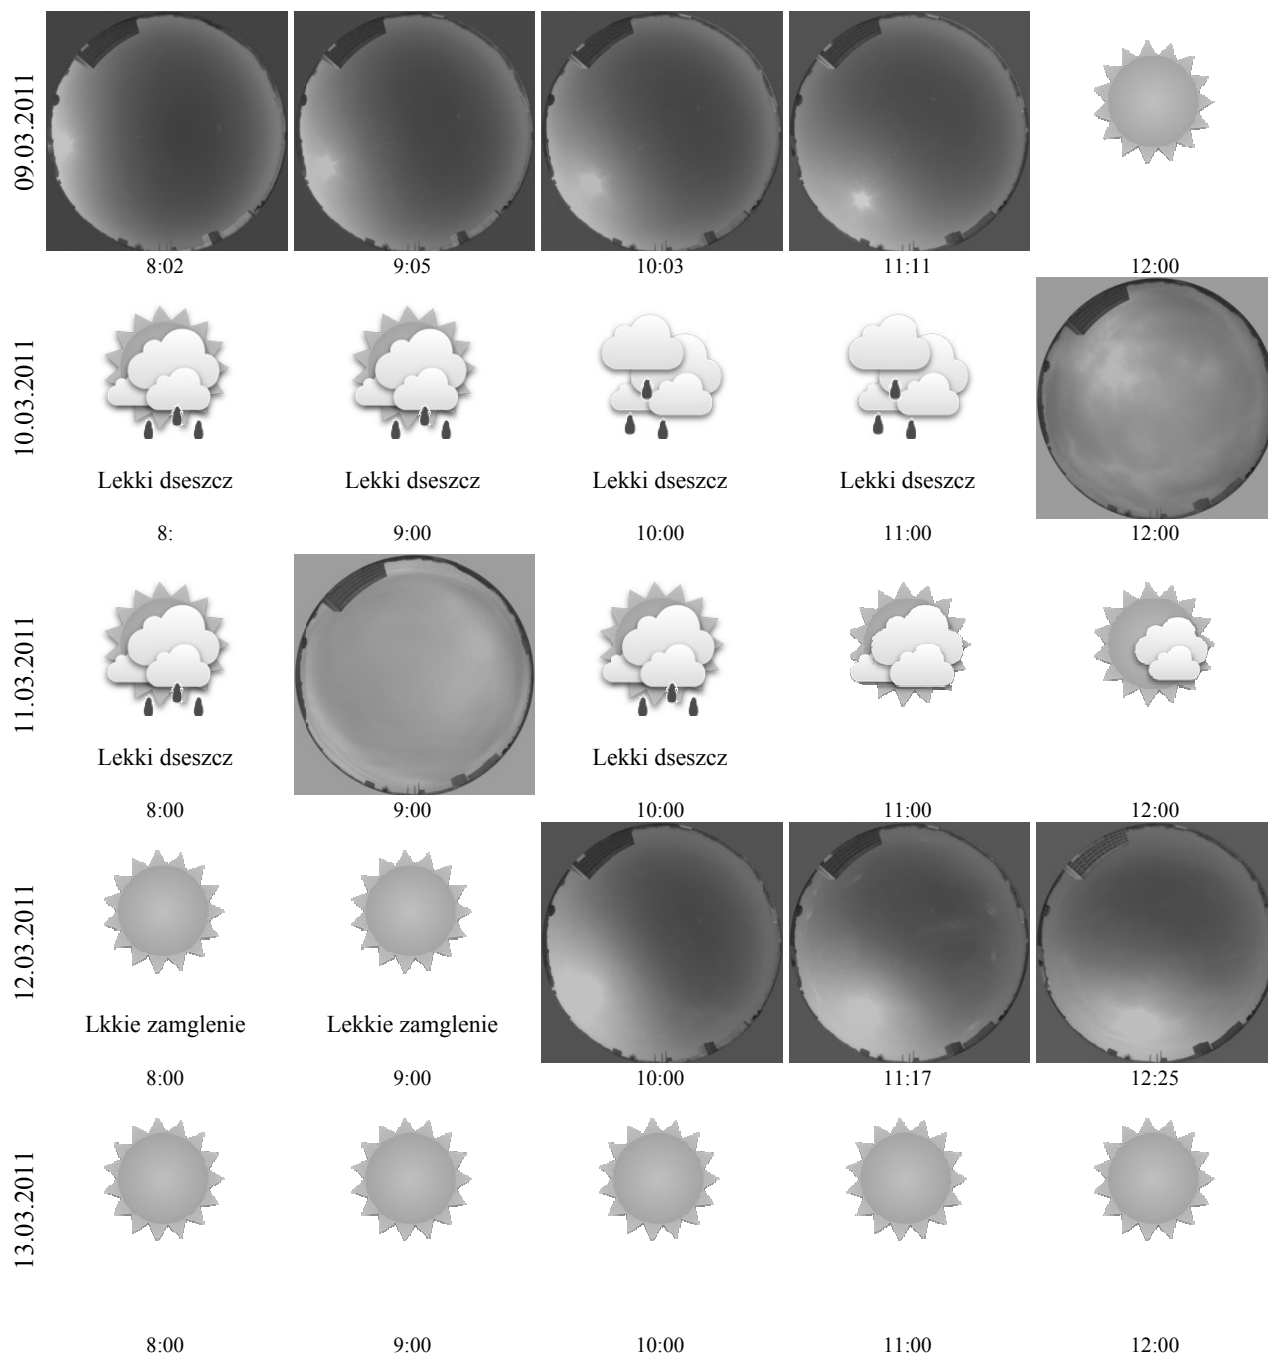 09.03.2011
8:02 9:05 10:03 11:11 12:00
10.03.2011
Lekki dseszcz Lekki dseszcz Lekki dseszcz Lekki dseszcz
8: 9:00 10:00 11:00 12:00
11.03.2011
Lekki dseszcz Lekki dseszcz
8:00 9:00 10:00 11:00 12:00
12.03.2011
Lkkie zamglenie Lekkie zamglenie
8:00 9:00 10:00 11:17 12:25
13.03.2011
8:00 9:00 10:00 11:00 12:00